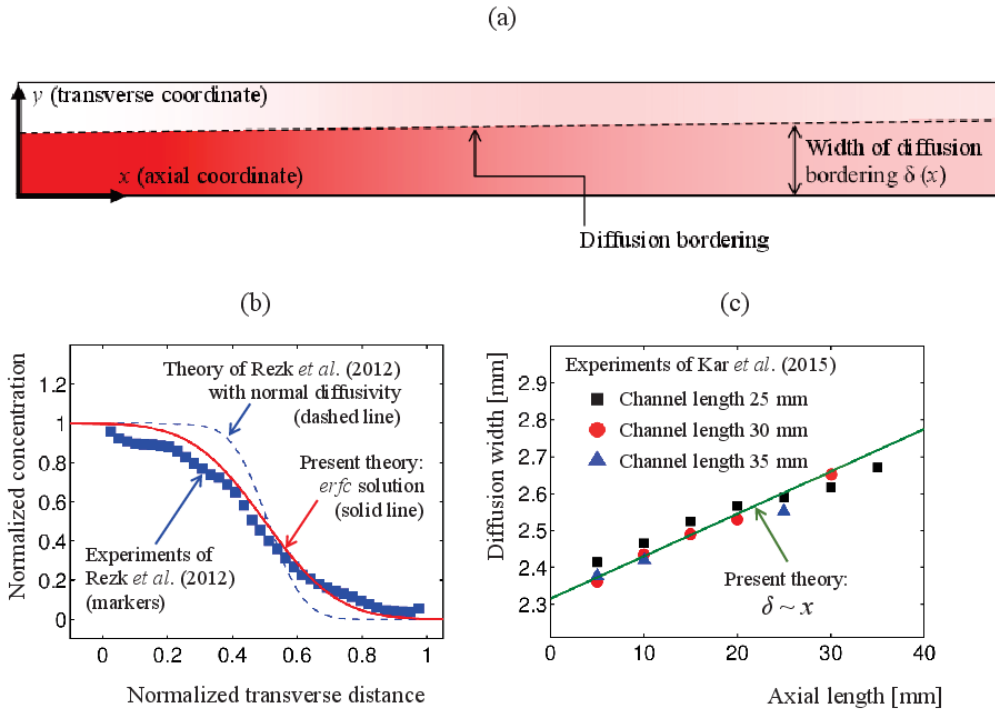 (a)
y (transverse coordinate)
x (axial coordinate)
Width of diffusion
bordering δ (x)
Diffusion bordering
(b)
Normalized concentration
1.2
1
0.8
0.6
0.4
0.2
0
Theory of Rezk et al. (2012)
with normal diffusivity
(dashed line)
Present theory:
erfc solution
(solid line)
Experiments of
Rezk et al. (2012)
(markers)
0 0.2 0.4 0.6 0.8 1
Normalized transverse distance
(c)
Diffusion width [mm]
2.9
2.8
2.7
2.6
2.5
2.4
2.3
Experiments of Kar et al. (2015)
Channel length 25 mm
Channel length 30 mm
Channel length 35 mm
Present theory:
δ ~ x
0 10 20 30 40
Axial length [mm]